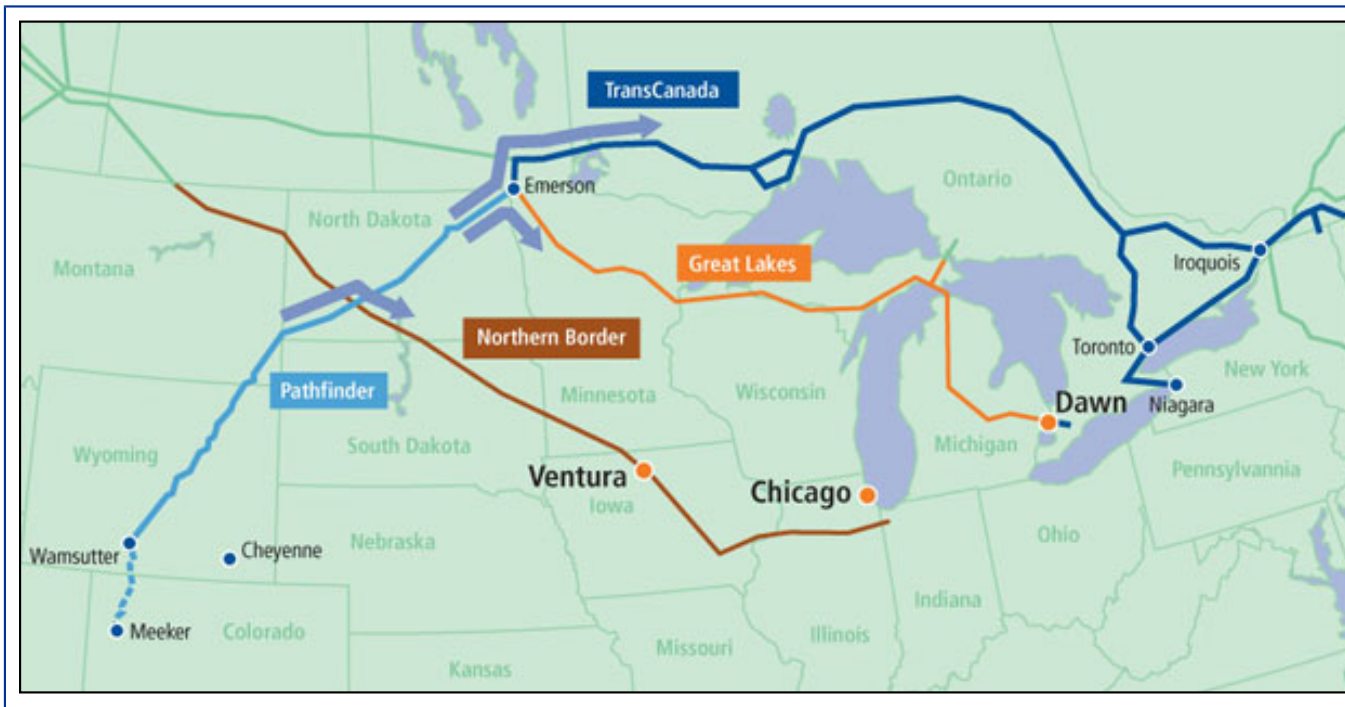 TransCanada
Emerson
Ontario
North Dakota
Iroquois
Great Lakes
Montana
Northern Border
Toronto
New York
Pathfinder
Minnesota
Wisconsin
Dawn
Niagara
South Dakota
Michigan
Wyoming
Pennsylvannia
Ventura
Chicago
Iowa
Ohio
Nebraska
Cheyenne
Wamsutter
Indiana
Meeker
Colorado
Illinois
Missouri
Kansas